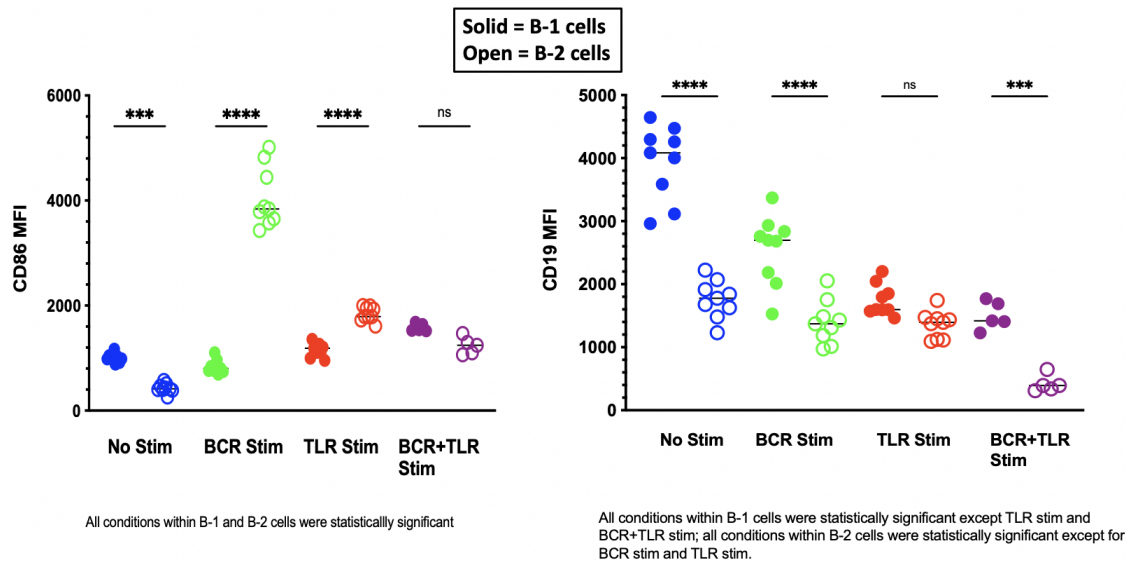 Solid = B-1 cells
Open = B-2 cells
CD86 MFI
6000
4000
2000
0
***
****
****
ns
No Stim
BCR Stim
TLR Stim
BCR+TLR
Stim
All conditions within B-1 and B-2 cells were statisticallly significant
CD19 MFI
5000
4000
3000
2000
1000
0
****
****
ns
***
No Stim
BCR Stim
TLR Stim
BCR+TLR
Stim
All conditions within B-1 cells were statistically significant except TLR stim and
BCR+TLR stim; all conditions within B-2 cells were statistically significant except for
BCR stim and TLR stim.